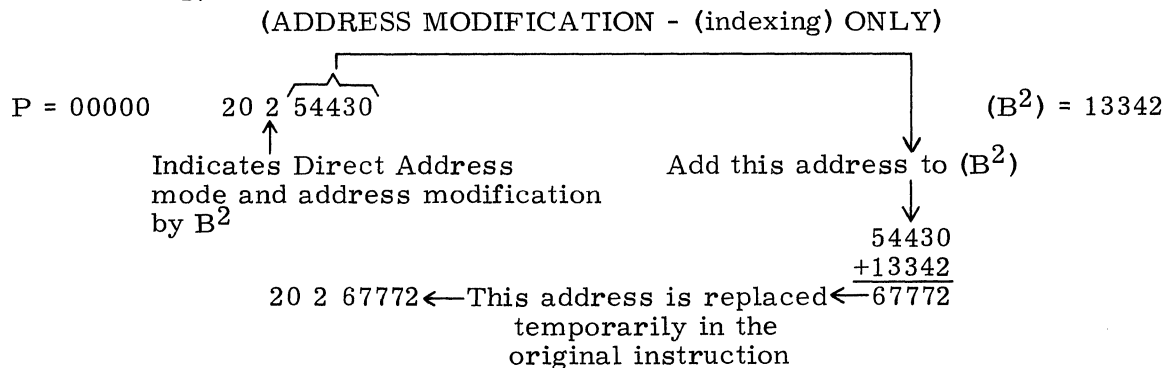 (ADDRESS MODIFICATION - (indexing) ONLY)
P = 00000 20 2 54430 (B²) = 13342
Indicates Direct Address
mode and address modification
by B²
Add this address to (B²)
54430
+13342
67772
20 2 67772←This address is replaced←
temporarily in the
original instruction